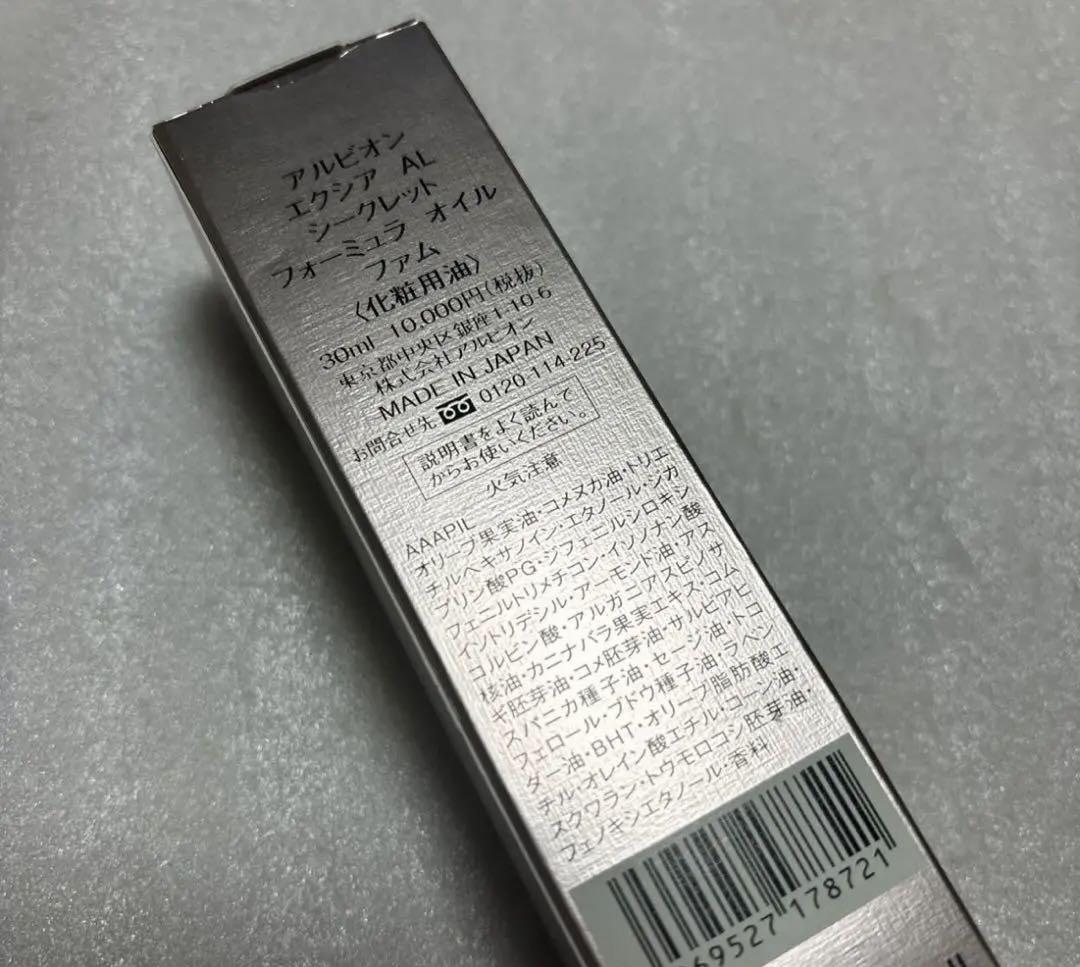 アルビオン
エクシア AL
シークレット
フォーミュラ オイル
ファム
〈化粧用油〉
30ml 10,000円(税抜)
東京都中央区銀座1-10-6
株式会社アルビオン
MADE IN JAPAN
お問合せ先 0120-114-225
説明書をよく読んで
からお使いください。
火気注意
AAAPIL
オリーブ果実油・コメヌカ油・トリエ
チルヘキサノイン・エタノール・ジカ
プリン酸PG・ジフェニルシロキシ
フェニルトリメチコン・イソノナン酸
イソトリデシル・アーモンド油・アス
コルビン酸・アルガニアスピノサ
核油・カニナバラ果実エキス・コム
ギ胚芽油・コメ胚芽油・サルビアヒ
スパニカ種子油・セージ油・トコ
フェロール・ブドウ種子油・ラベン
ダー油・BHT・オリーブ脂肪酸エ
チル・オレイン酸エチル・コーン油・
スクワラン・トウモロコシ胚芽油・
フェノキシエタノール・香料
69527 178721